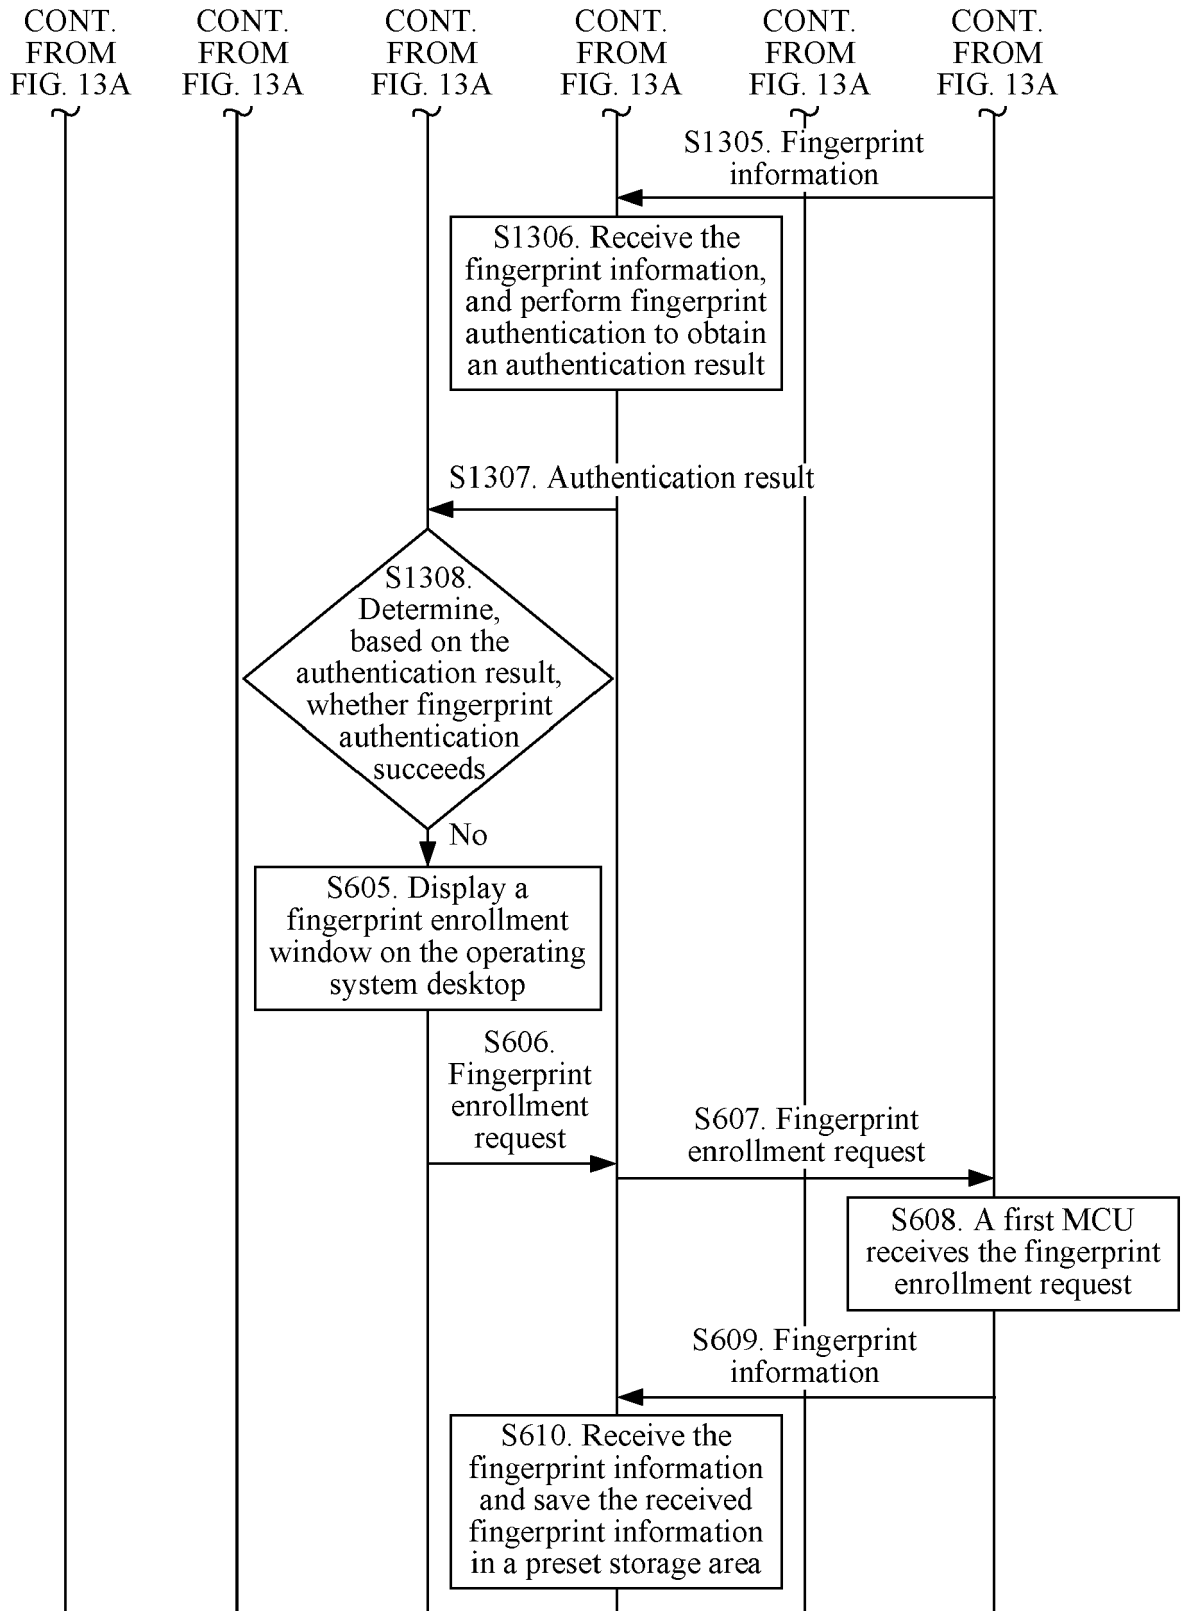 CONT.
FROM
FIG. 13A
CONT.
FROM
FIG. 13A
CONT.
FROM
FIG. 13A
CONT.
FROM
FIG. 13A
CONT.
FROM
FIG. 13A
CONT.
FROM
FIG. 13A
S1305. Fingerprint
information
S1306. Receive the
fingerprint information,
and perform fingerprint
authentication to obtain
an authentication result
S1307. Authentication result
S1308.
Determine,
based on the
authentication result,
whether fingerprint
authentication
succeeds
No
S605. Display a
fingerprint enrollment
window on the operating
system desktop
S606.
Fingerprint
enrollment
request
S607. Fingerprint
enrollment request
S608. A first MCU
receives the fingerprint
enrollment request
S609. Fingerprint
information
S610. Receive the
fingerprint information
and save the received
fingerprint information
in a preset storage area